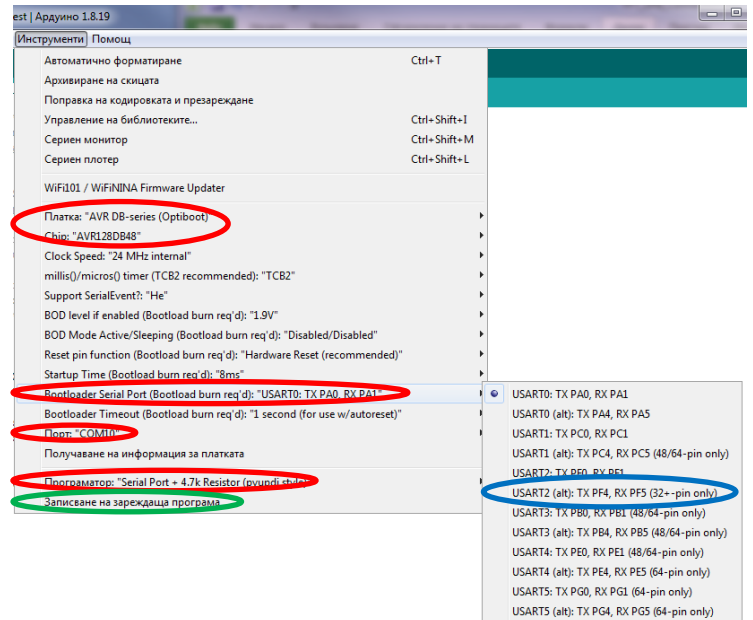 est | Ардуино 1.8.19
Инструменти Помощ
Автоматично форматиране Ctrl+T
Архивиране на скицата
Поправка на кодировката и презареждане
Управление на библиотеките... Ctrl+Shift+I
Сериен монитор Ctrl+Shift+M
Сериен плотер Ctrl+Shift+L
WiFi101 / WiFiNINA Firmware Updater
Платка: "AVR DB-series (Optiboot)
Chip: "AVR128DB48"
Clock Speed: "24 MHz internal"
millis()/micros() timer (TCB2 recommended): "TCB2"
Support SerialEvent?: "Не"
BOD level if enabled (Bootload burn req'd): "1.9V"
BOD Mode Active/Sleeping (Bootload burn req'd): "Disabled/Disabled"
Reset pin function (Bootload burn req'd): "Hardware Reset (recommended)"
Startup Time (Bootload burn req'd): "8ms"
Bootloader Serial Port (Bootload burn req'd): "USART0: TX PA0, RX PA1"
Bootloader Timeout (Bootload burn req'd): "1 second (for use w/autoreset)"
Порт: "COM10"
Получаване на информация за платката
Програматор: "Serial Port + 4.7k Resistor (pyupdi style)"
Записване на зареждаща програма
USART0: TX PA0, RX PA1
USART0 (alt): TX PA4, RX PA5
USART1: TX PC0, RX PC1
USART1 (alt): TX PC4, RX PC5 (48/64-pin only)
USART2: TX PF0, RX PF1
USART2 (alt): TX PF4, RX PF5 (32+-pin only)
USART3: TX PB0, RX PB1 (48/64-pin only)
USART3 (alt): TX PB4, RX PB5 (48/64-pin only)
USART4: TX PE0, RX PE1 (48/64-pin only)
USART4 (alt): TX PE4, RX PE5 (64-pin only)
USART5: TX PG0, RX PG1 (64-pin only)
USART5 (alt): TX PG4, RX PG5 (64-pin only)